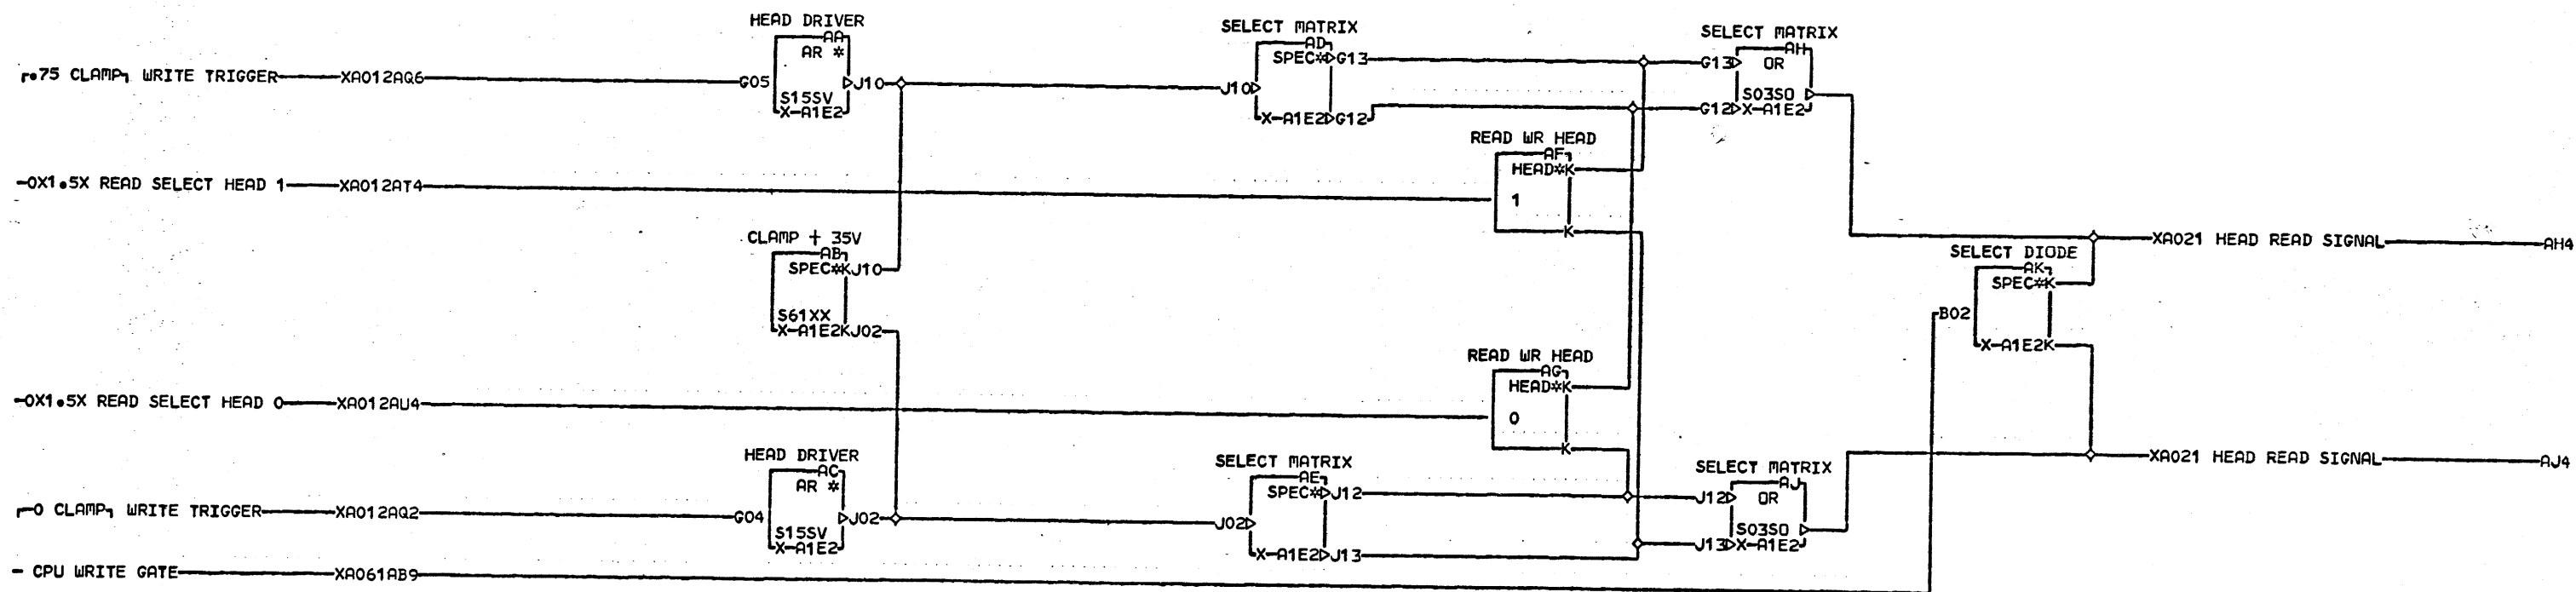 HEAD DRIVER
AA
AR *
G05
J10
S15SV
X-A1E2
SELECT MATRIX
AD
SPEC* G13
J10
X-A1E2 G12
SELECT MATRIX
AH
G13 OR
S03SO
G12 X-A1E2
.75 CLAMP WRITE TRIGGER XA012AQ6
READ WR HEAD
AF
HEAD*K
1
K
-0X1.5X READ SELECT HEAD 1 XA012AT4
CLAMP + 35V
AB
SPEC*K J10
S61XX
X-A1E2K J02
XA021 HEAD READ SIGNAL AH4
SELECT DIODE
AK
SPEC*K
B02
X-A1E2K
READ WR HEAD
AG
HEAD*K
0
K
-0X1.5X READ SELECT HEAD 0 XA012AU4
HEAD DRIVER
AC
AR *
G04
J02
S15SV
X-A1E2
SELECT MATRIX
AE
SPEC* J12
J02
X-A1E2 J13
SELECT MATRIX
AJ
J12 OR
S03SO
J13 X-A1E2
XA021 HEAD READ SIGNAL AJ4
-0 CLAMP WRITE TRIGGER XA012AQ2
- CPU WRITE GATE XA061AB9